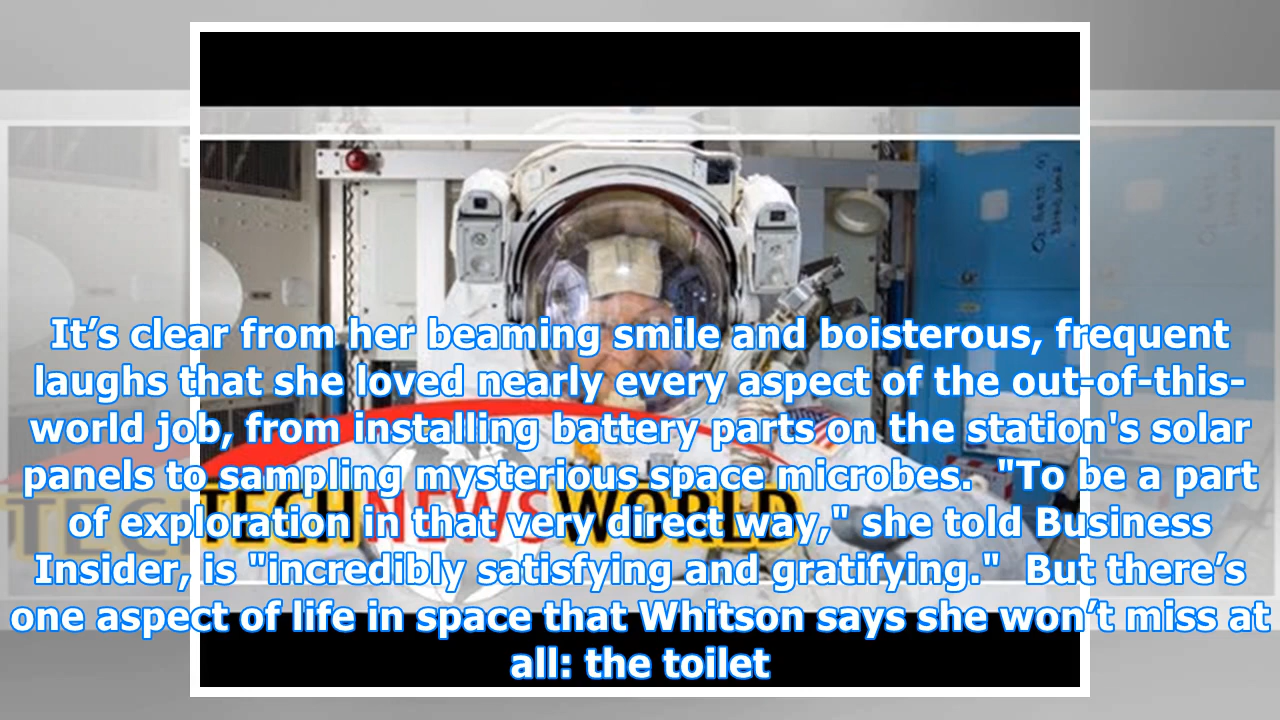 It’s clear from her beaming smile and boisterous, frequent
laughs that she loved nearly every aspect of the out-of-this-
world job, from installing battery parts on the station's solar
panels to sampling mysterious space microbes.  "To be a part
of exploration in that very direct way," she told Business
Insider, is "incredibly satisfying and gratifying."  But there’s
one aspect of life in space that Whitson says she won’t miss at
all: the toilet
TECH NEWS WORLD